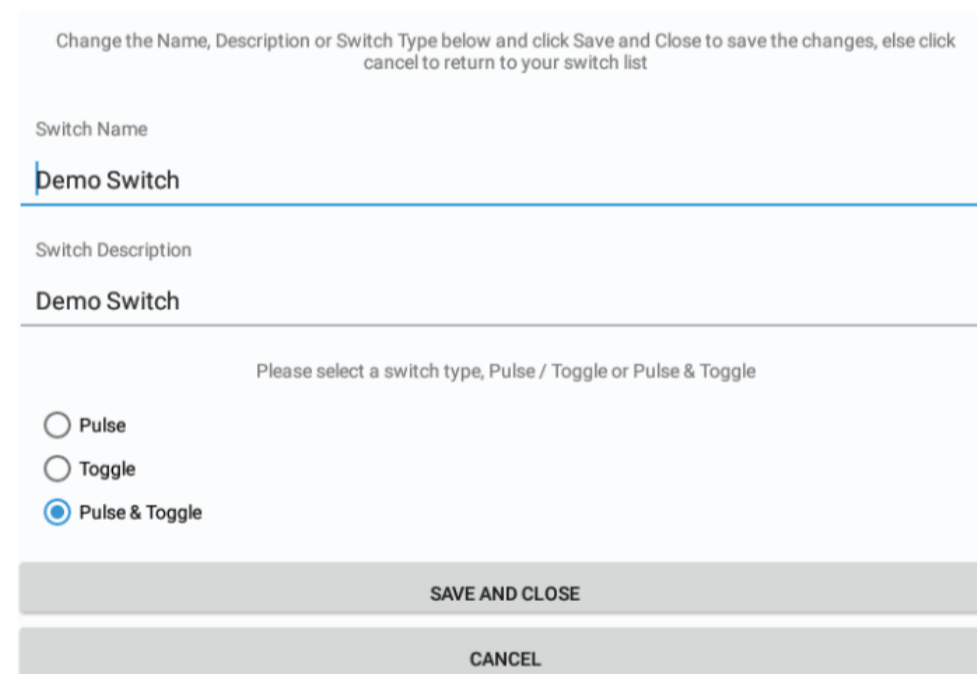 Change the Name, Description or Switch Type below and click Save and Close to save the changes, else click
cancel to return to your switch list
Switch Name
Demo Switch
Switch Description
Demo Switch
Please select a switch type, Pulse / Toggle or Pulse & Toggle
Pulse
Toggle
Pulse & Toggle
SAVE AND CLOSE
CANCEL